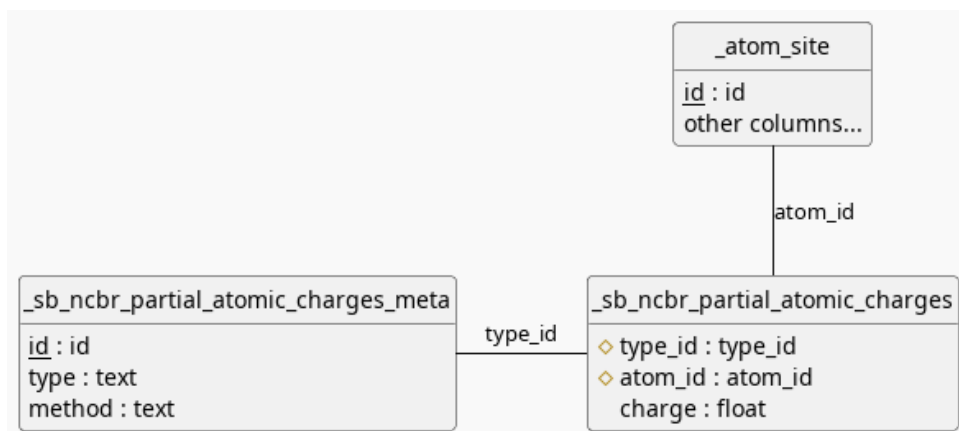 _atom_site
id : id
other columns...
atom_id
_sb_ncbr_partial_atomic_charges_meta
id : id
type : text
method : text
type_id
_sb_ncbr_partial_atomic_charges
type_id : type_id
atom_id : atom_id
charge : float